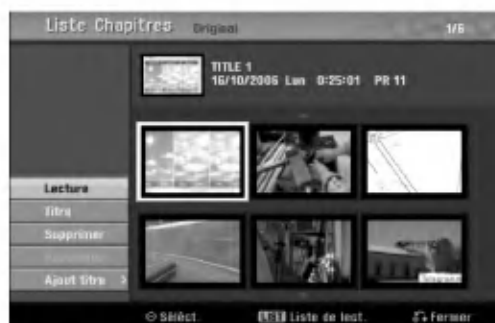 Liste Chapitres Original 1/6
TITLE 1
16/10/2006 Lun 0:25:01 PR 11
Lecture
Titre
Supprimer
Ajout titre >
Séléct. LIST Liste de lect. Fermer